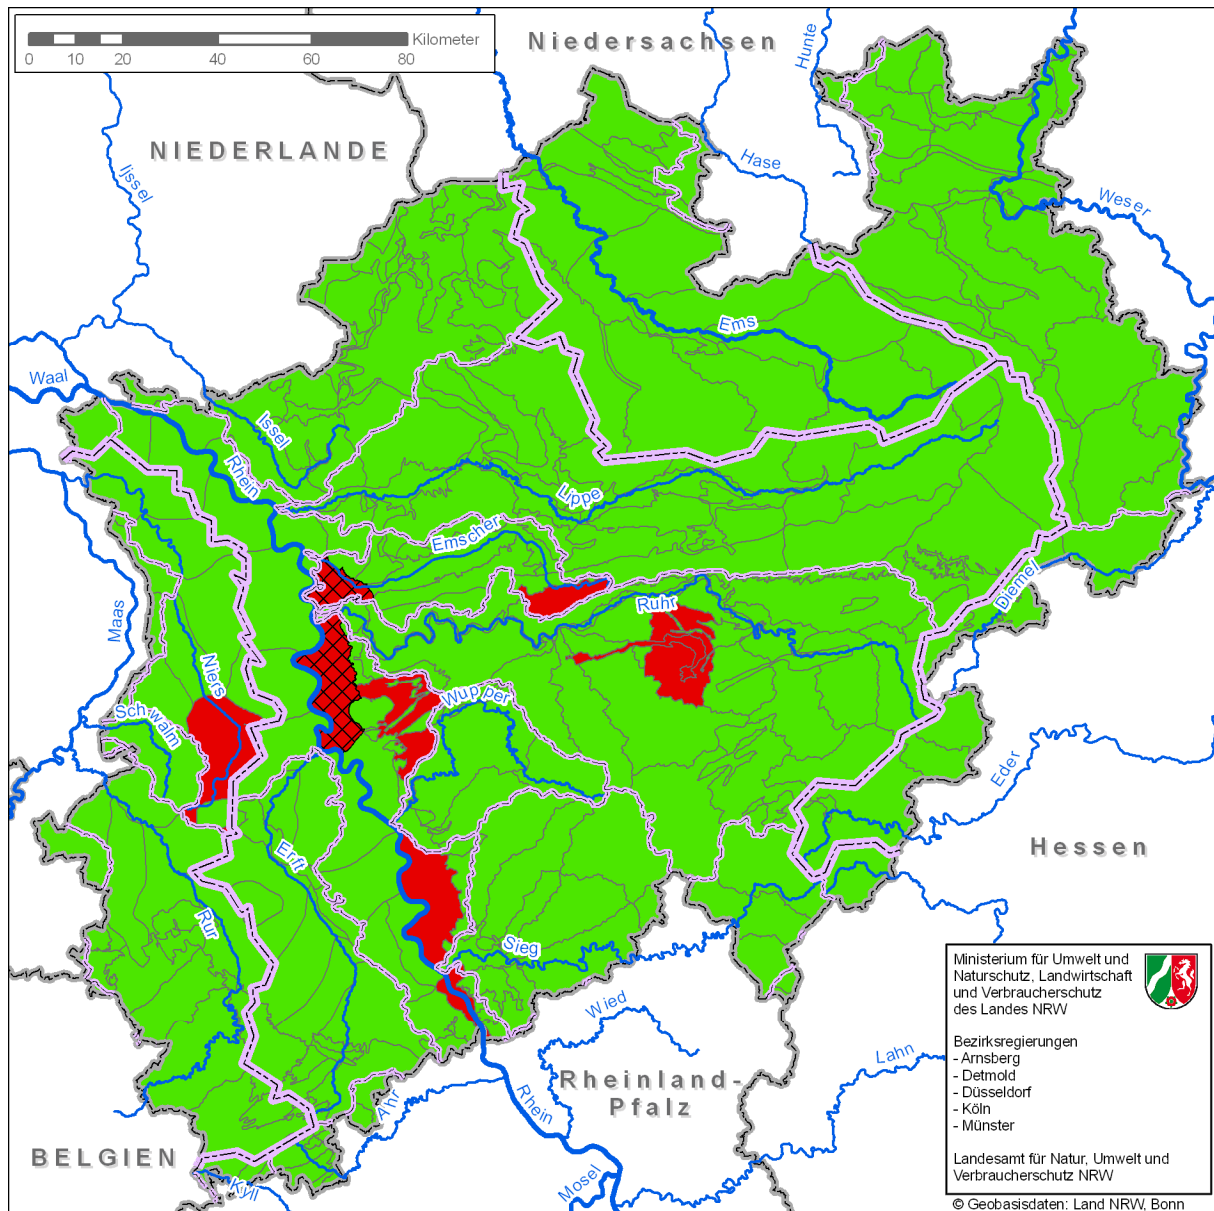 Kilometer
0 10 20 40 60 80
Niedersachsen
Hunte
NIEDERLANDE
Hase
Ijssel
Weser
Ems
Waal
Issel
Rhein
Lippe
Emscher
Diemel
Maas
Ruhr
Niers
Schwalm
Wupper
Eder
Hessen
Erft
Rur
Sieg
Wied
Lahn
Rheinland-
Pfalz
Rhein
Ahr
BELGIEN
Kyll
Mosel
Ministerium für Umwelt und
Naturschutz, Landwirtschaft
und Verbraucherschutz
des Landes NRW
Bezirksregierungen
- Arnsberg
- Detmold
- Düsseldorf
- Köln
- Münster
Landesamt für Natur, Umwelt und
Verbraucherschutz NRW
© Geobasisdaten: Land NRW, Bonn